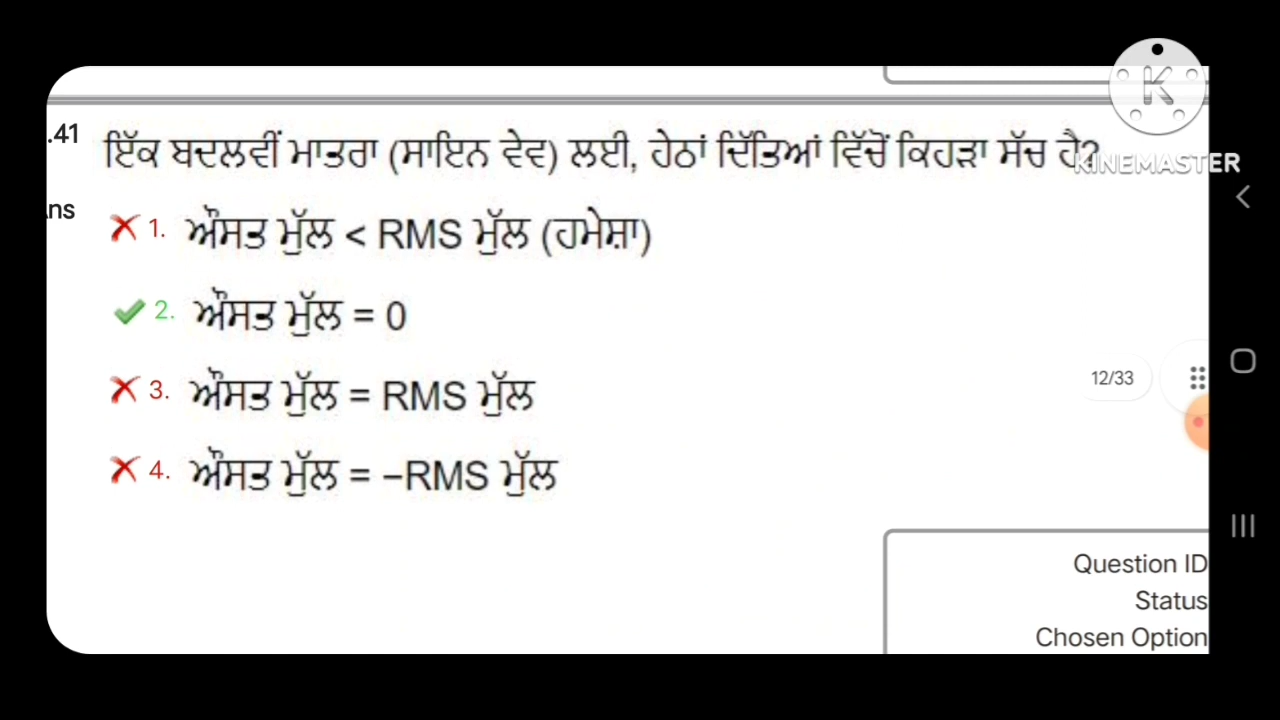 .41 ਇੱਕ ਬਦਲਵੀਂ ਮਾਤਰਾ (ਸਾਇਨ ਵੇਵ) ਲਈ, ਹੇਠਾਂ ਦਿੱਤਿਆਂ ਵਿੱਚੋਂ ਕਿਹੜਾ ਸੱਚ ਹੈ?
KINEMASTER
ns 1. ਔਸਤ ਮੁੱਲ < RMS ਮੁੱਲ (ਹਮੇਸ਼ਾ)
2. ਔਸਤ ਮੁੱਲ = 0
3. ਔਸਤ ਮੁੱਲ = RMS ਮੁੱਲ
12/33
4. ਔਸਤ ਮੁੱਲ = –RMS ਮੁੱਲ
Question ID
Status
Chosen Option